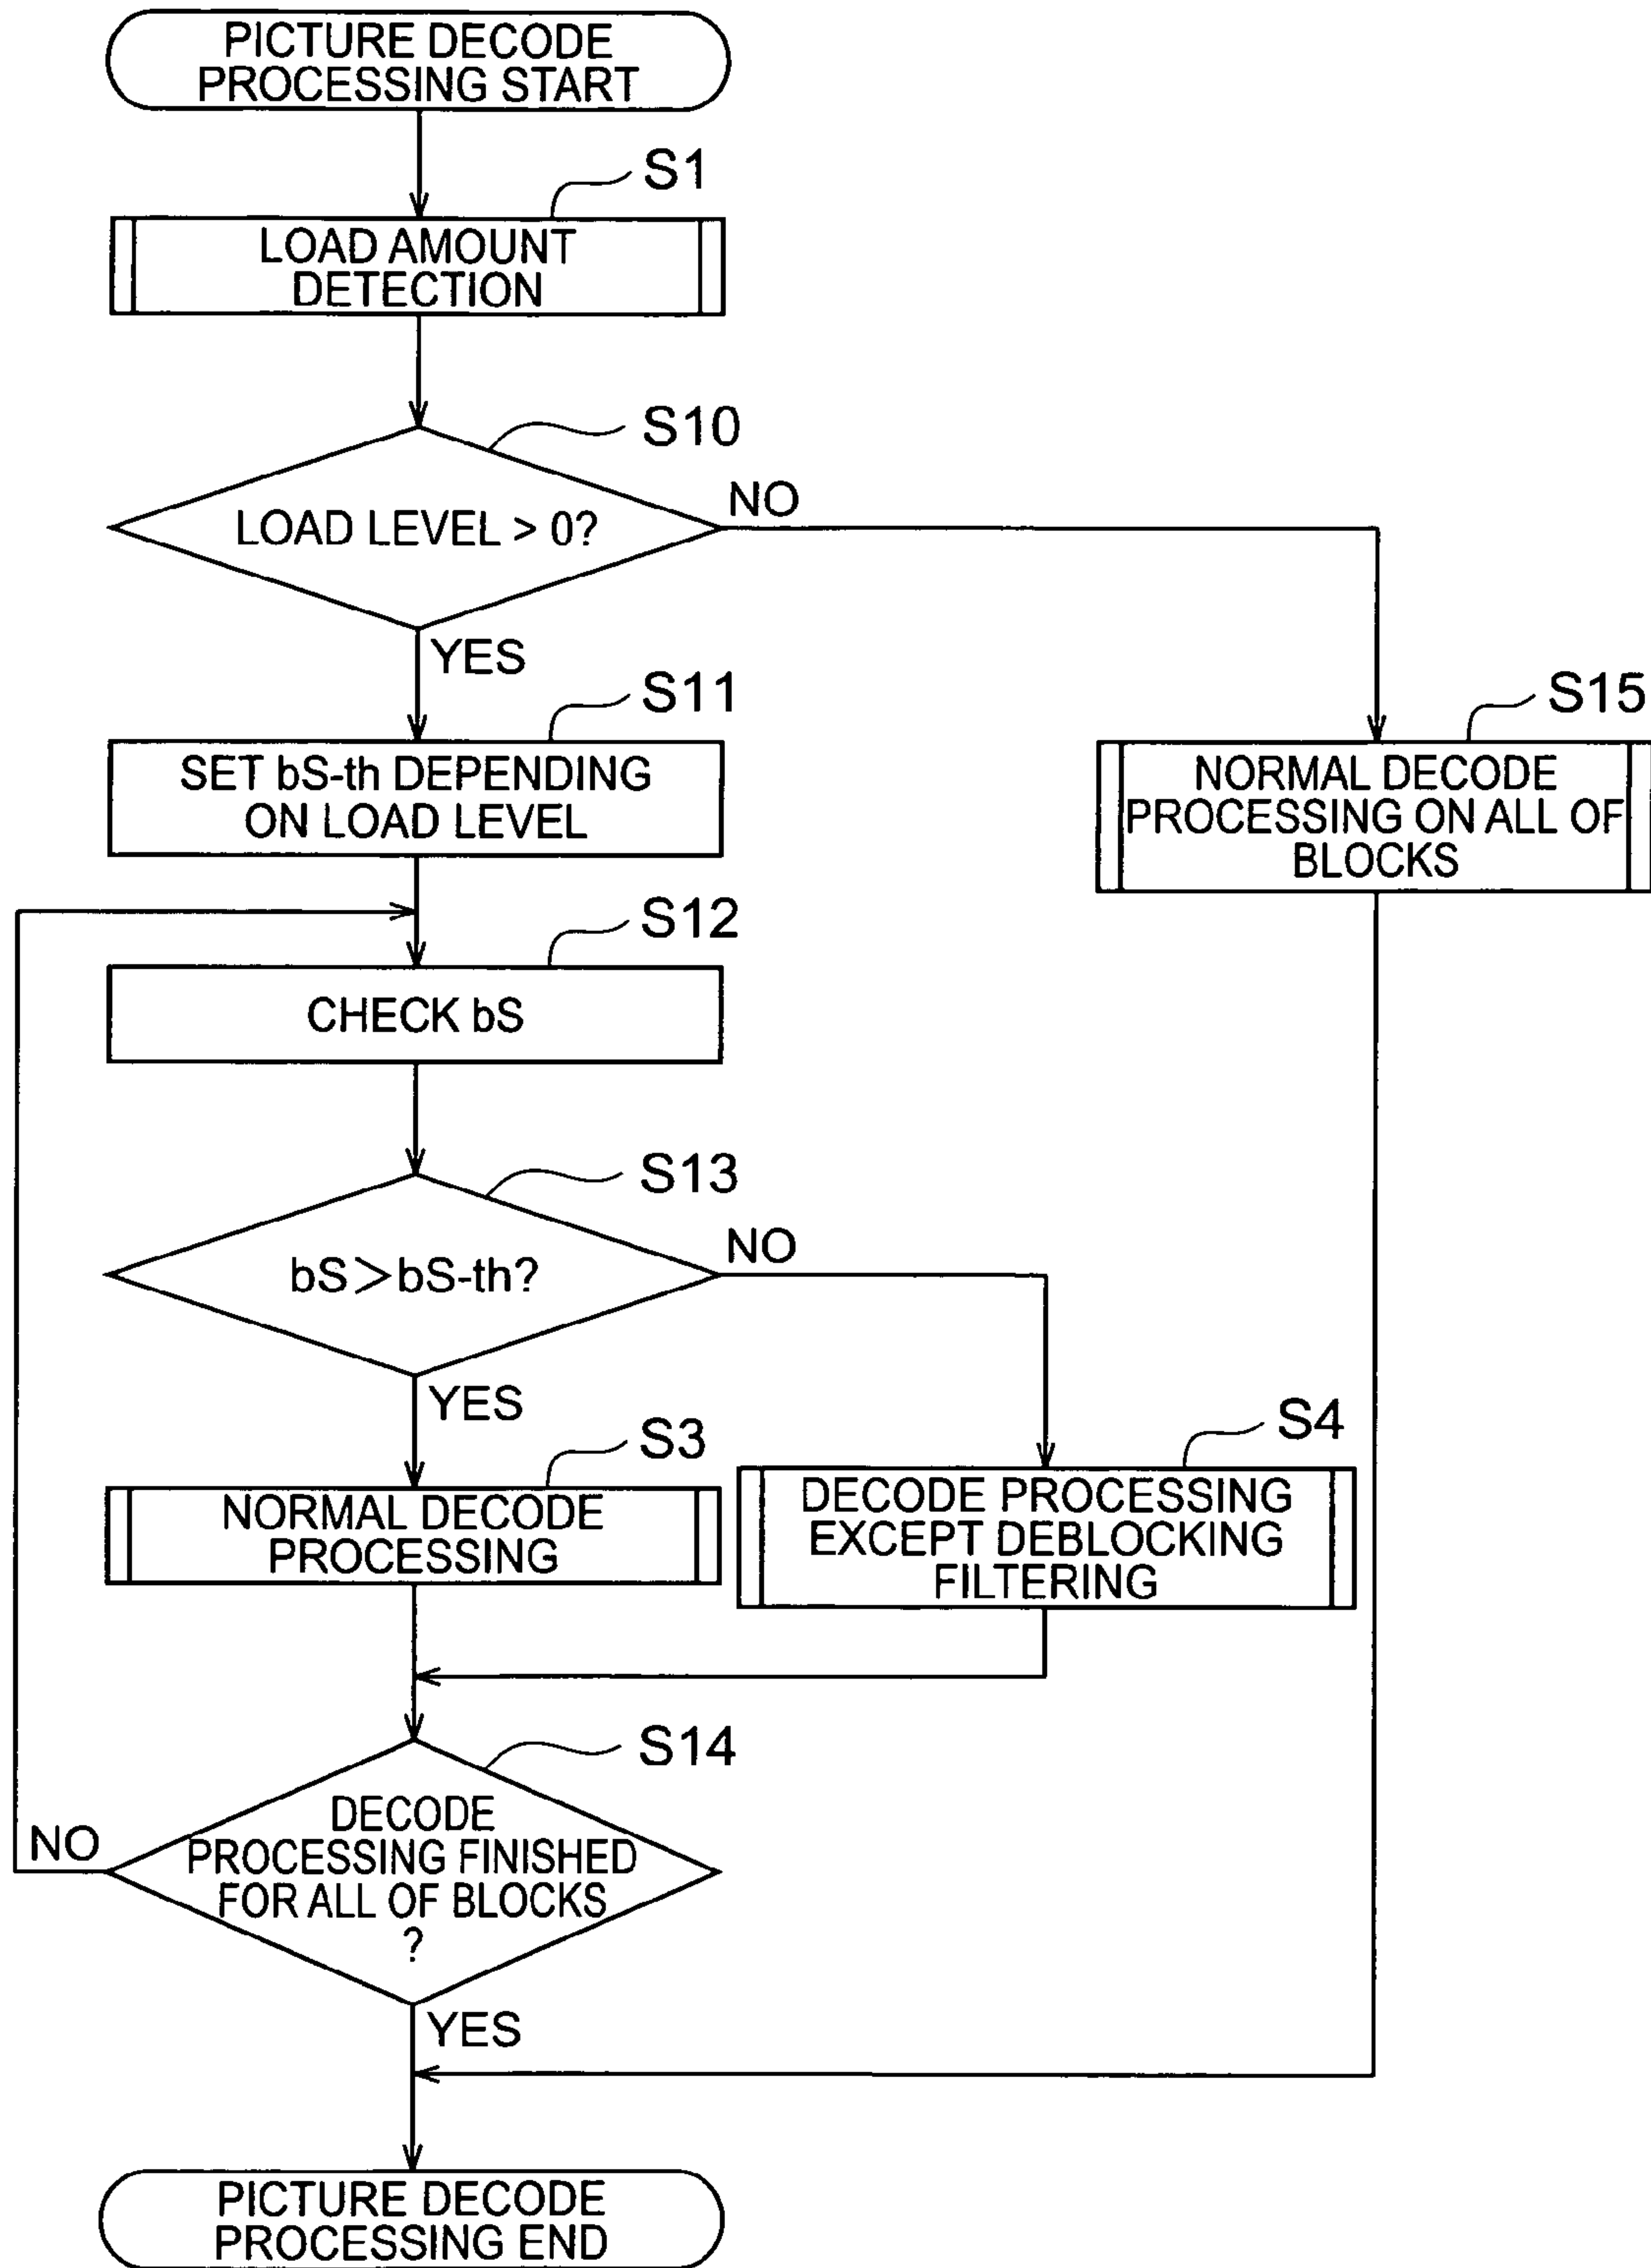 PICTURE DECODE
PROCESSING START
S1
LOAD AMOUNT
DETECTION
S10
LOAD LEVEL > 0?
NO
YES
S11
SET bS-th DEPENDING
ON LOAD LEVEL
S15
NORMAL DECODE
PROCESSING ON ALL OF
BLOCKS
S12
CHECK bS
S13
bS>bS-th?
NO
YES
S3
NORMAL DECODE
PROCESSING
S4
DECODE PROCESSING
EXCEPT DEBLOCKING
FILTERING
S14
DECODE
PROCESSING FINISHED
FOR ALL OF BLOCKS
?
NO
YES
PICTURE DECODE
PROCESSING END